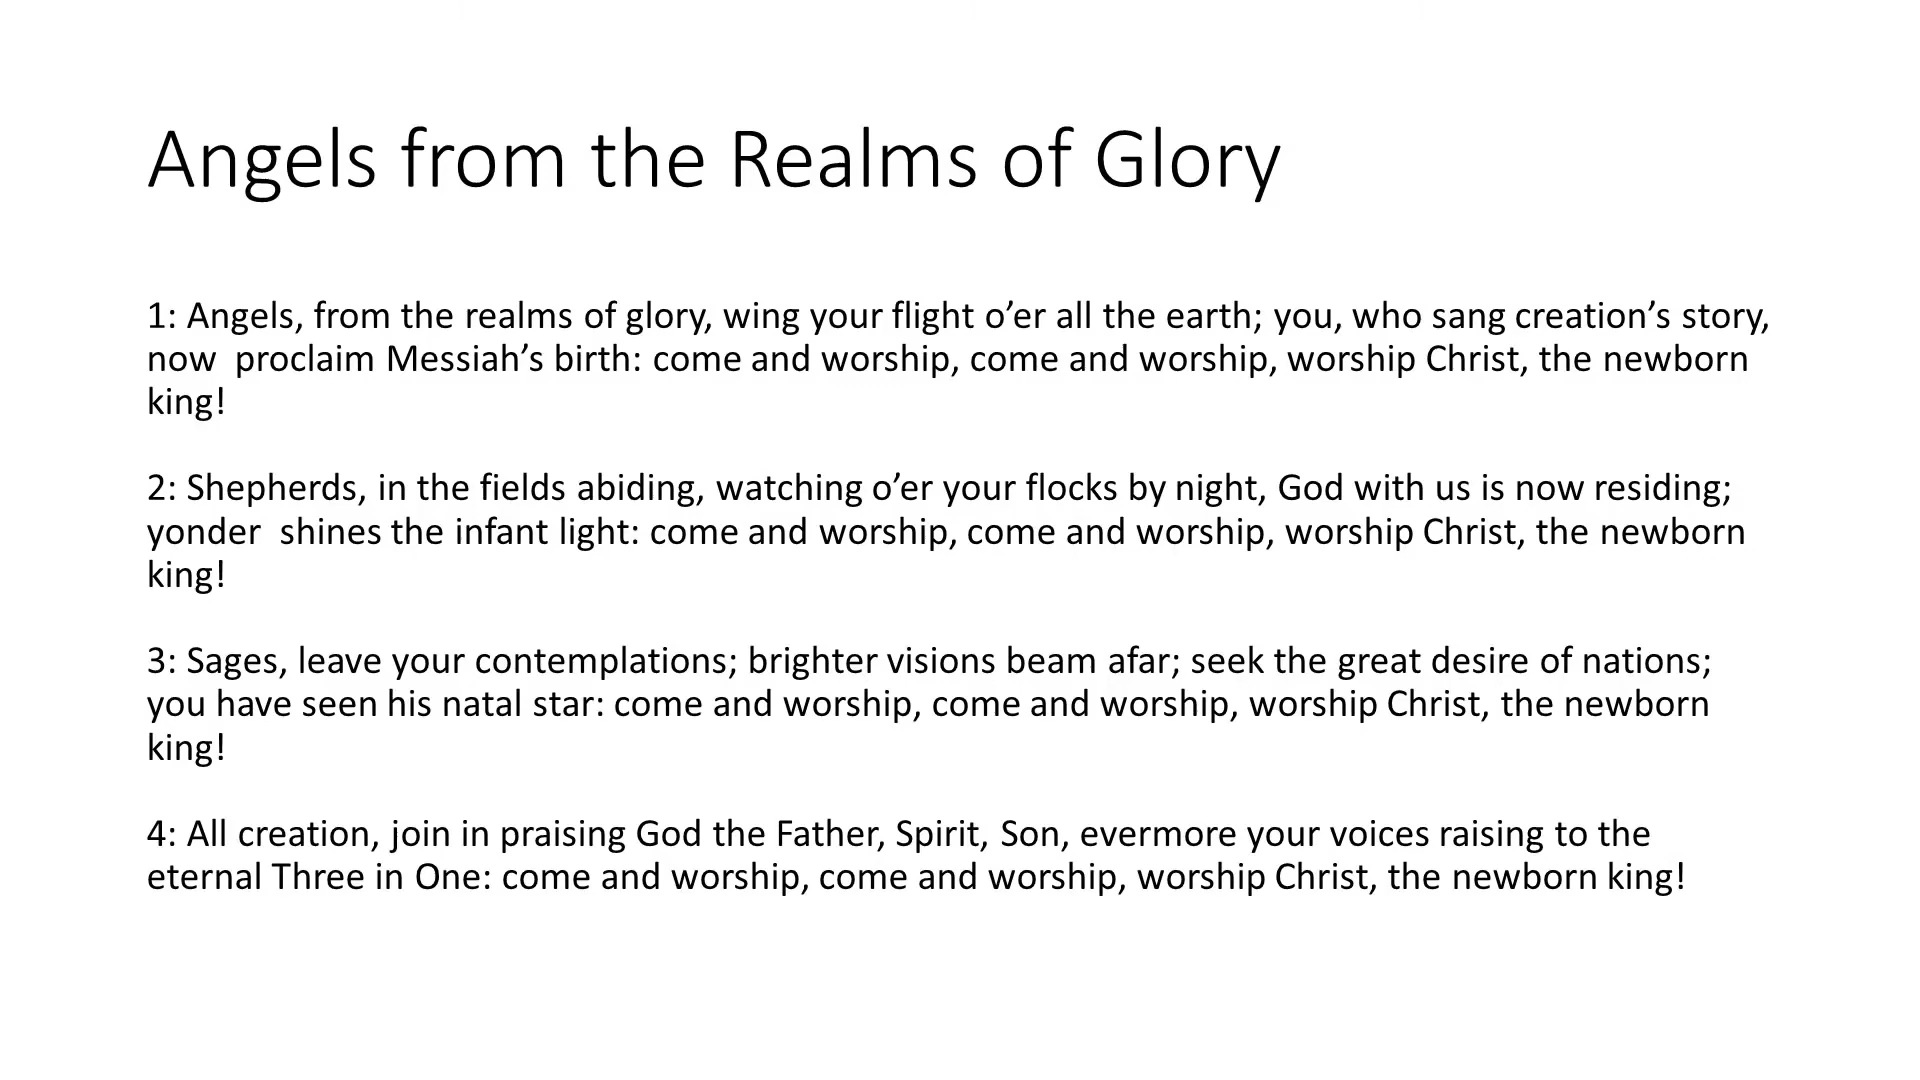 Angels from the Realms of Glory
1: Angels, from the realms of glory, wing your flight o’er all the earth; you, who sang creation’s story,
now  proclaim Messiah’s birth: come and worship, come and worship, worship Christ, the newborn
king!
2: Shepherds, in the fields abiding, watching o’er your flocks by night, God with us is now residing;
yonder  shines the infant light: come and worship, come and worship, worship Christ, the newborn
king!
3: Sages, leave your contemplations; brighter visions beam afar; seek the great desire of nations;
you have seen his natal star: come and worship, come and worship, worship Christ, the newborn
king!
4: All creation, join in praising God the Father, Spirit, Son, evermore your voices raising to the
eternal Three in One: come and worship, come and worship, worship Christ, the newborn king!